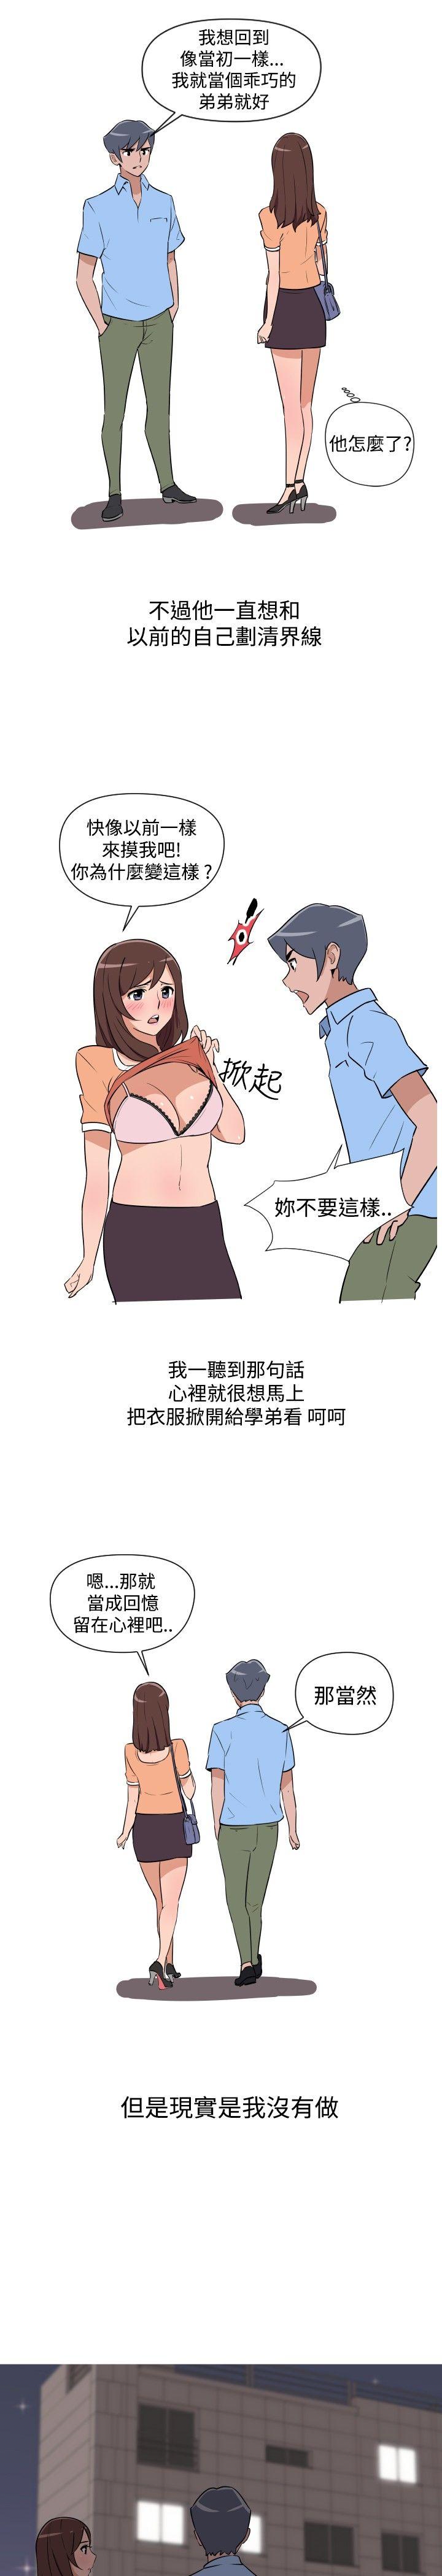 我想回到
像當初一樣...
我就當個乖巧的
弟弟就好
他怎麼了?
不過他一直想和
以前的自己劃清界線
快像以前一樣
來摸我吧!
你為什麼變這樣?
掀起
妳不要這樣..
我一聽到那句話
心裡就很想馬上
把衣服掀開給學弟看 呵呵
嗯...那就
當成回憶
留在心裡吧..
那當然
但是現實是我沒有做